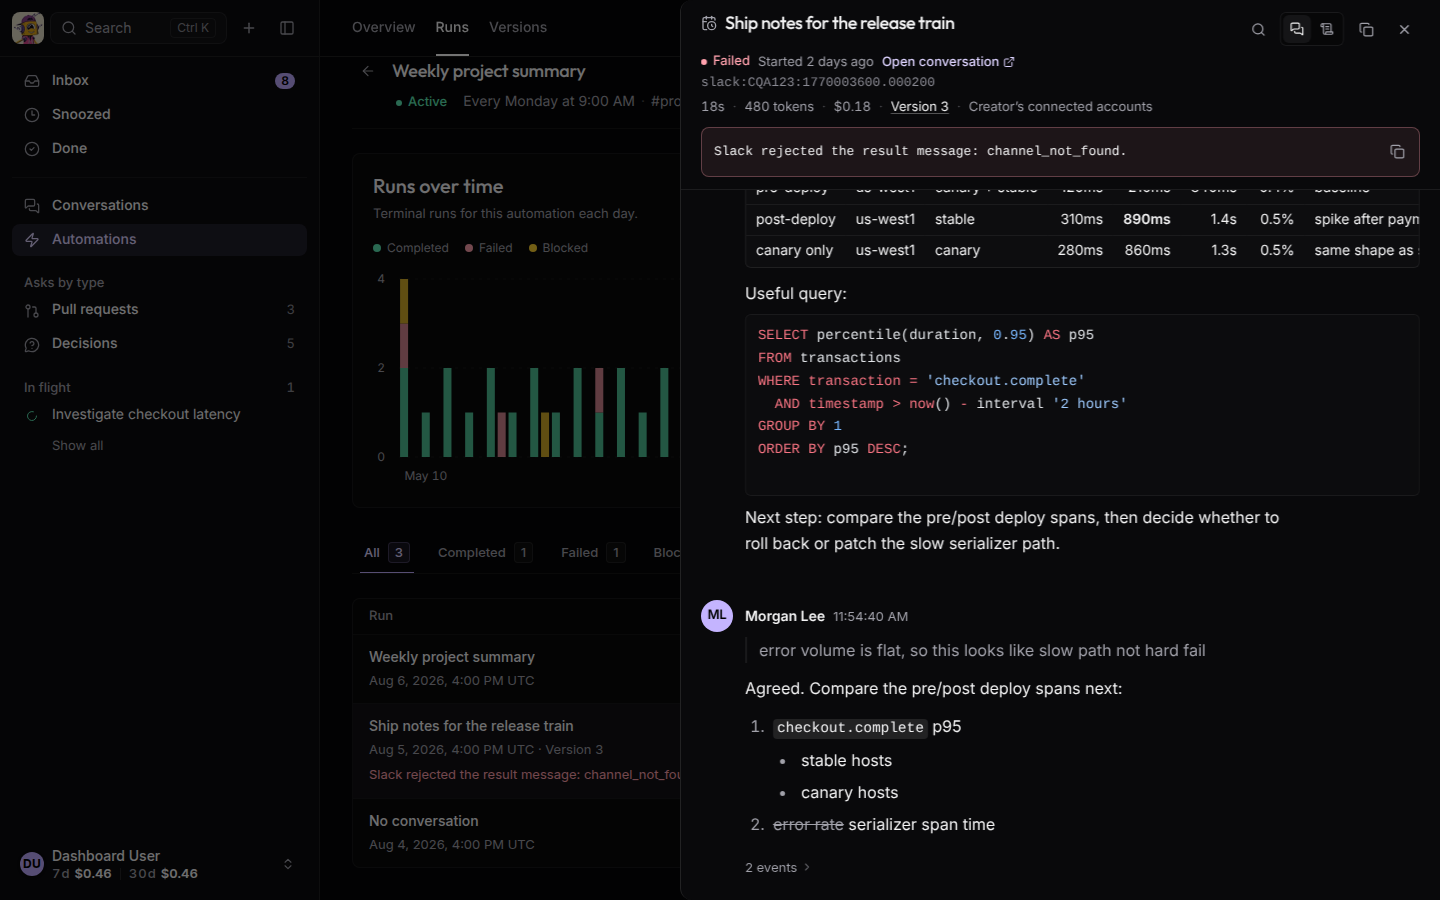 Search
Ctrl K
Inbox
8
Snoozed
Done
Conversations
Automations
Asks by type
Pull requests
3
Decisions
5
In flight
1
Investigate checkout latency
Show all
DU
Dashboard User
7d $0.46
30d $0.46
Overview
Runs
Versions
Weekly project summary
Active
Every Monday at 9:00 AM
·
Runs over time
Terminal runs for this automation each day.
Completed
Failed
Blocked
4
2
0
May 10
All 3
Completed 1
Failed 1
Run
Weekly project summary
Aug 6, 2026, 4:00 PM UTC
Ship notes for the release train
Aug 5, 2026, 4:00 PM UTC · Version 3
Slack rejected the result message:
No conversation
Aug 4, 2026, 4:00 PM UTC
Ship notes for the release train
Failed Started 2 days ago Open conversation
slack:CQA123:1770003600.000200
18s · 480 tokens · $0.18 · Version 3 · Creator’s connected accounts
Slack rejected the result message: channel_not_found.
post-deploy us-west1 stable 310ms 890ms 1.4s 0.5% spike after
canary only us-west1 canary 280ms 860ms 1.3s 0.5% same shape as
Useful query:
SELECT percentile(duration, 0.95) AS p95
FROM transactions
WHERE transaction = 'checkout.complete'
AND timestamp > now() - interval '2 hours'
GROUP BY 1
ORDER BY p95 DESC;
Next step: compare the pre/post deploy spans, then decide whether to
roll back or patch the slow serializer path.
ML
Morgan Lee 11:54:40 AM
error volume is flat, so this looks like slow path not hard fail
Agreed. Compare the pre/post deploy spans next:
1. checkout.complete p95
• stable hosts
• canary hosts
2. error rate serializer span time
2 events